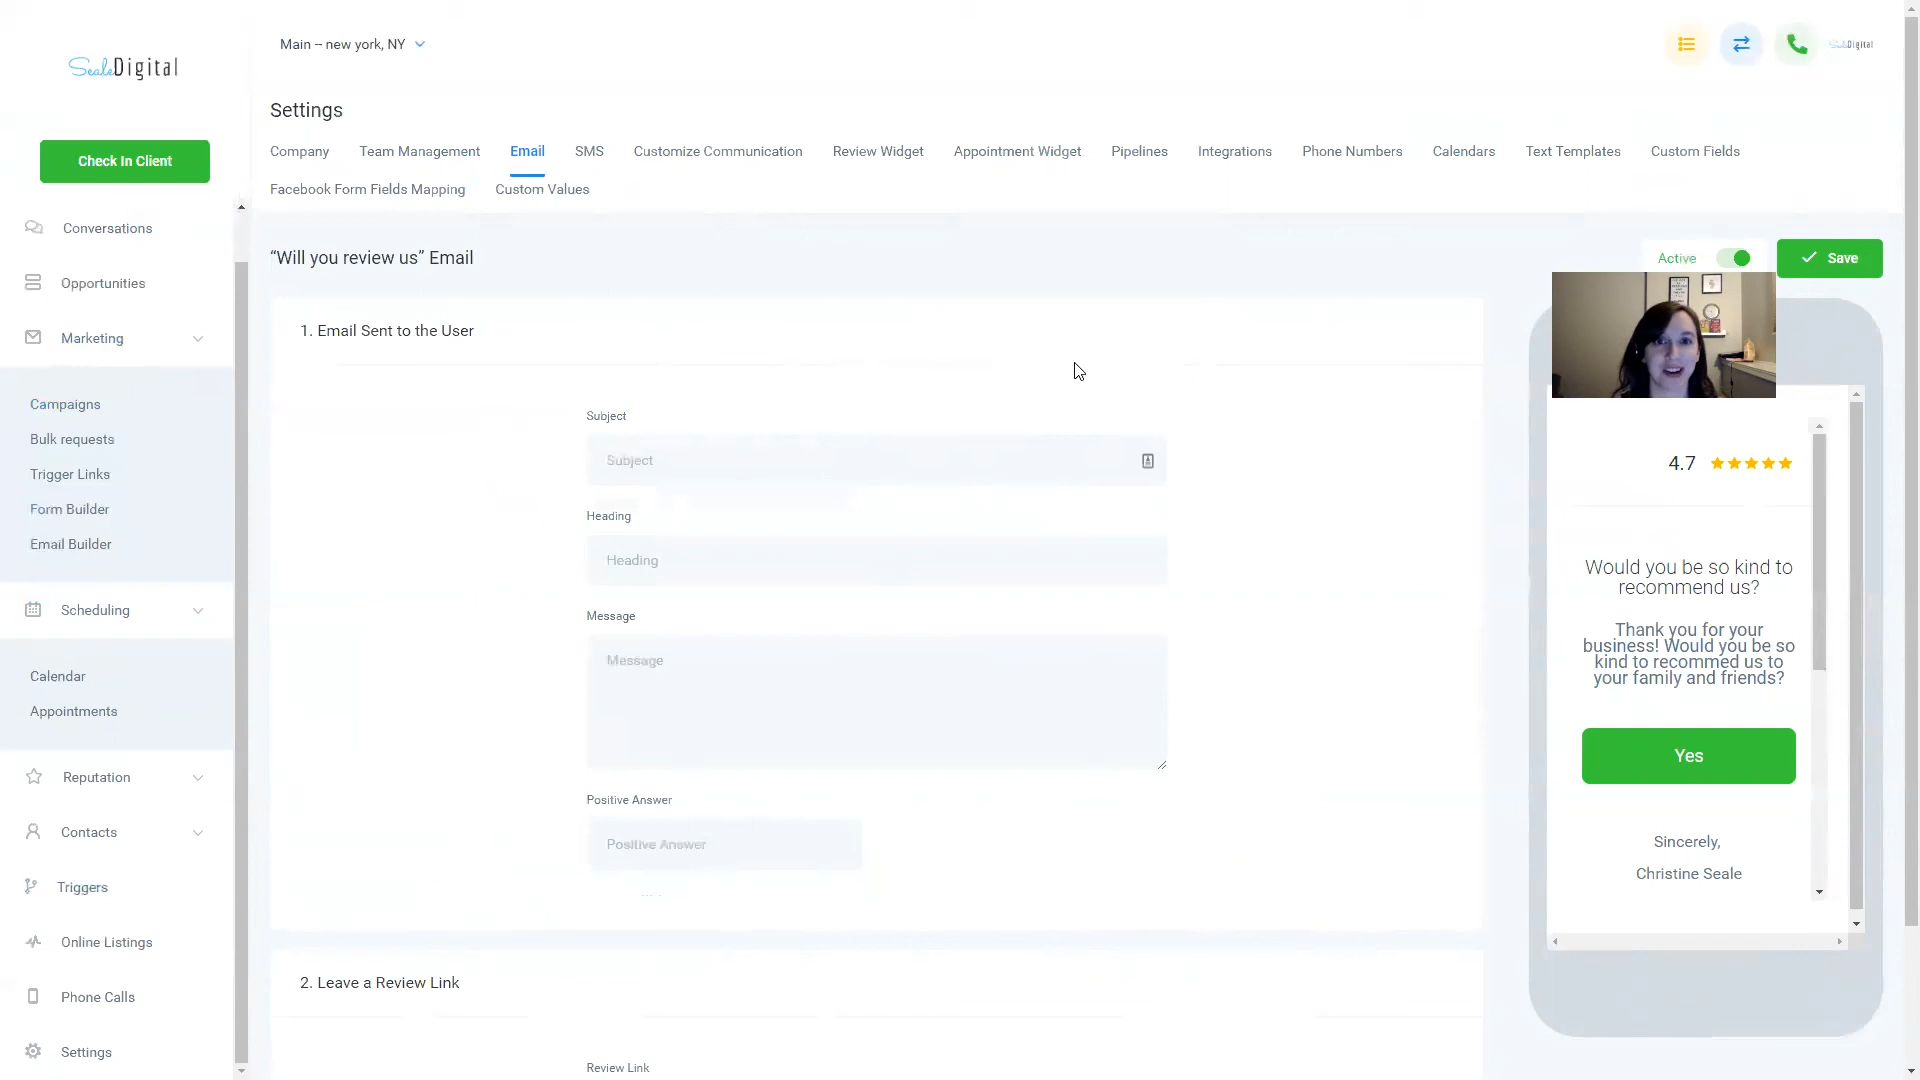 SealeDigital
Main -- new york, NY
SealeDigital
Settings
Check In Client
Company
Team Management
Email
SMS
Customize Communication
Review Widget
Appointment Widget
Pipelines
Integrations
Phone Numbers
Calendars
Text Templates
Custom Fields
Facebook Form Fields Mapping
Custom Values
Conversations
Opportunities
Marketing
Campaigns
Bulk requests
Trigger Links
Form Builder
Email Builder
Scheduling
Calendar
Appointments
Reputation
Contacts
Triggers
Online Listings
Phone Calls
Settings
“Will you review us” Email
Active
Save
1. Email Sent to the User
Subject
Subject
Heading
Heading
Message
Message
Positive Answer
Positive Answer
2. Leave a Review Link
Review Link
4.7
Would you be so kind to
recommend us?
Thank you for your
business! Would you be so
kind to recommed us to
your family and friends?
Yes
Sincerely,
Christine Seale